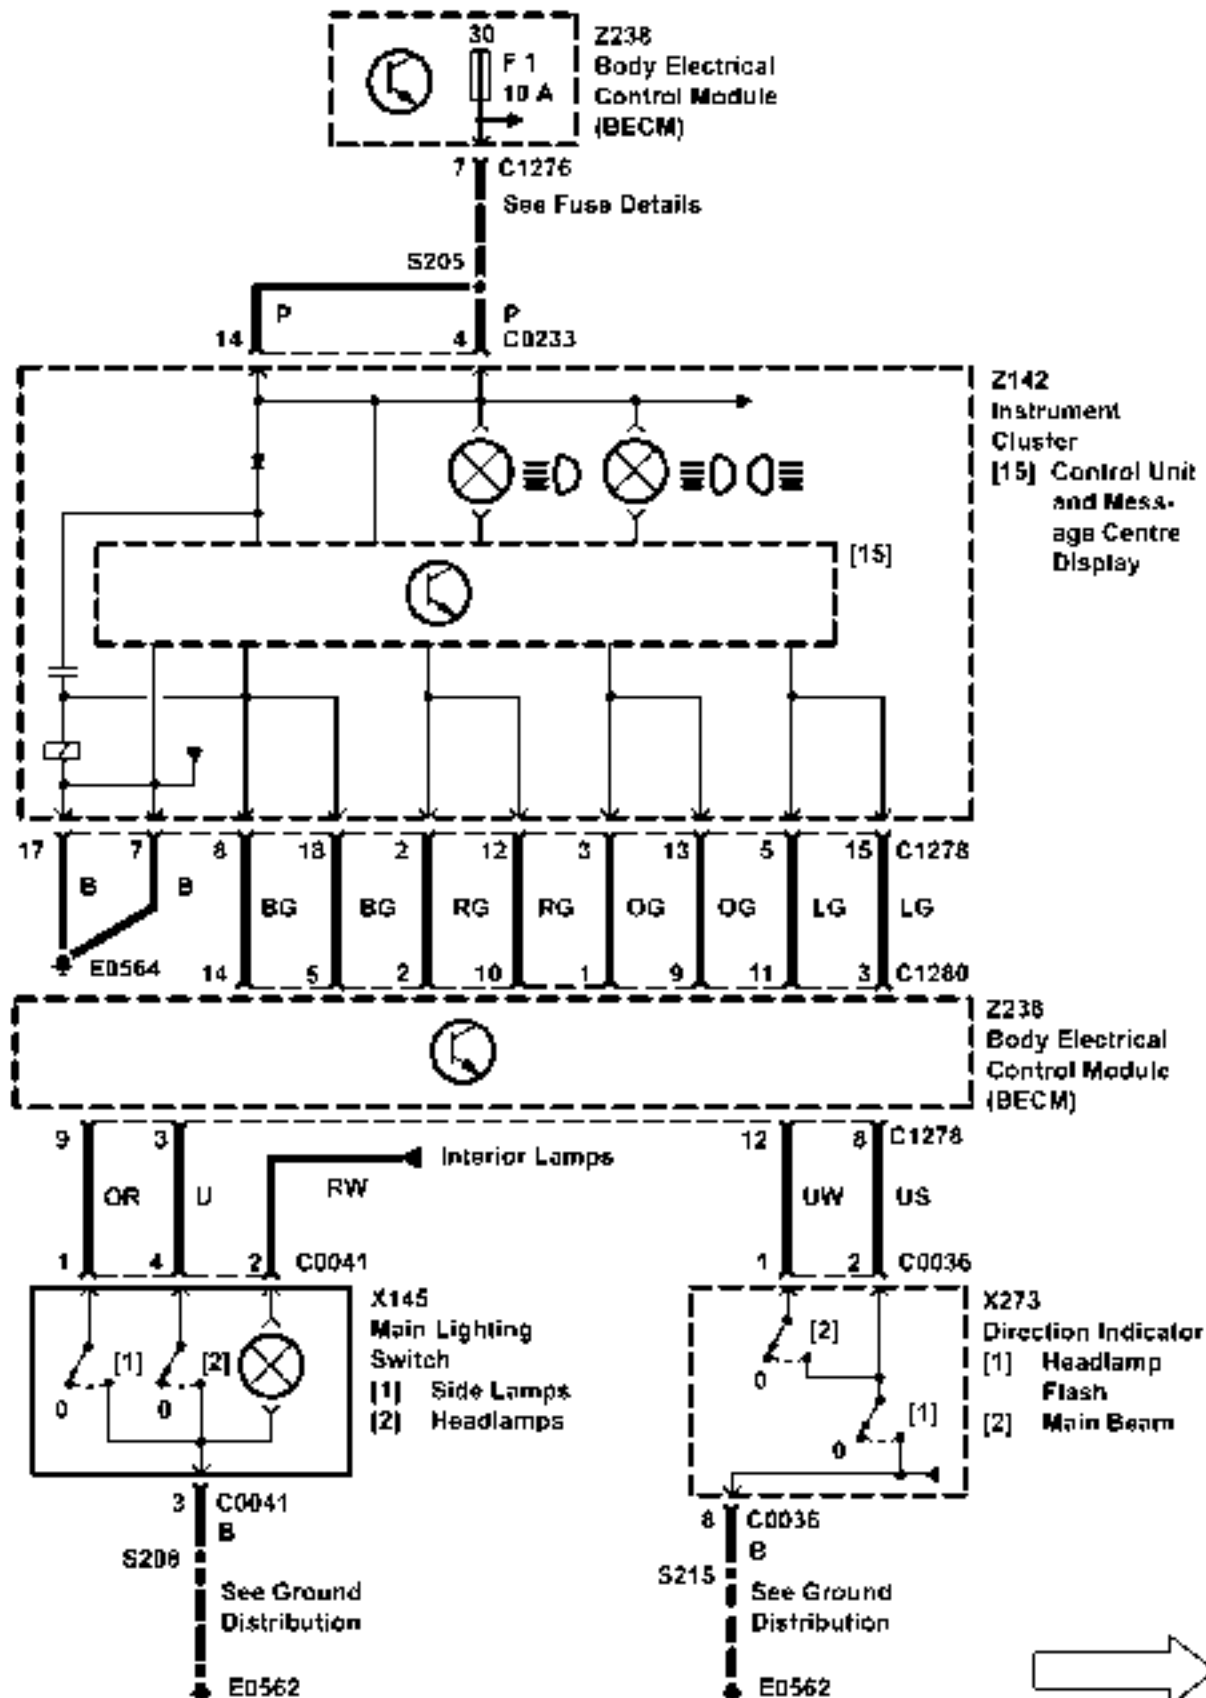 30
F 1
10 A
Z238
Body Electrical
Control Module
(BECM)
7 C1276
See Fuse Details
S205
P P
14 4 C0233
Z142
Instrument
Cluster
[15] Control Unit
and Mess-
age Centre
Display
[15]
17 7 8 18 2 12 3 13 5 15 C1278
B B BG BG RG RG OG OG LG LG
E0564 14 5 2 10 1 9 11 3 C1280
Z238
Body Electrical
Control Module
(BECM)
9 3 12 8 C1278
Interior Lamps
OR U RW UW US
1 4 2 C0041 1 2 C0036
X145
Main Lighting
Switch
[1] Side Lamps
[2] Headlamps
[1] [2]
0 0
X273
Direction Indicator
[1] Headlamp
Flash
[2] Main Beam
[2]
0
[1]
0
3 C0041
B
S208
See Ground
Distribution
E0562
8 C0036
B
S215
See Ground
Distribution
E0562